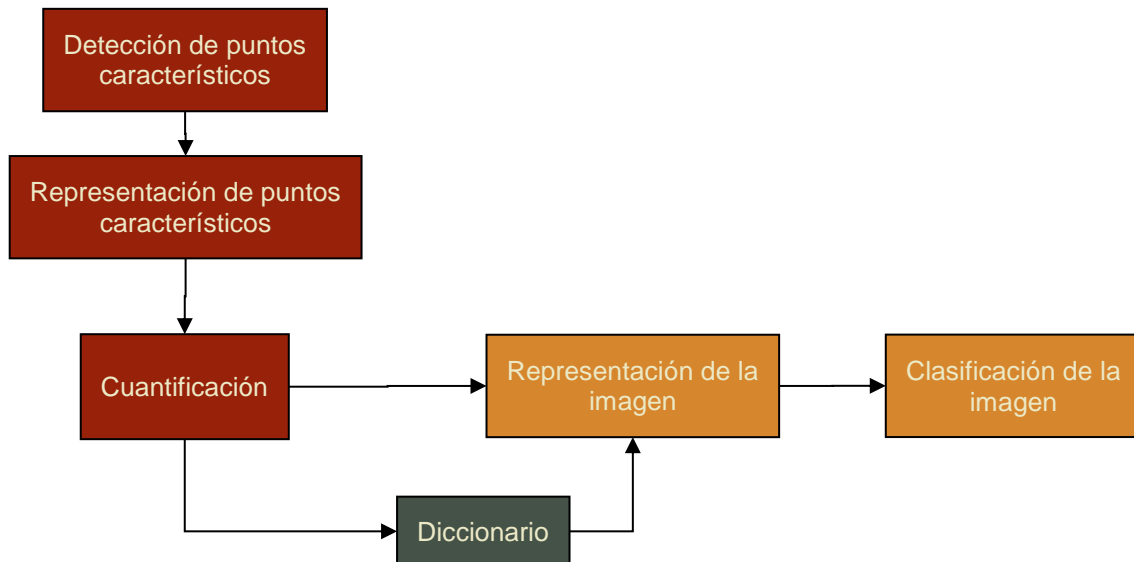 Detección de puntos
característicos
Representación de puntos
característicos
Cuantificación
Representación de la
imagen
Clasificación de la
imagen
Diccionario